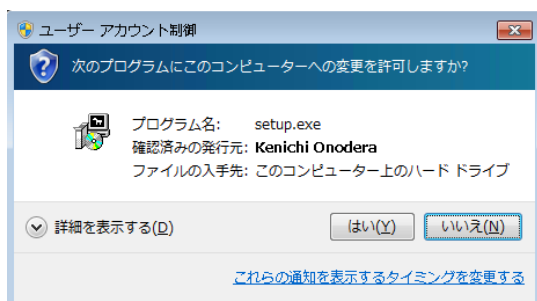 ユーザー アカウント制御
次のプログラムにこのコンピューターへの変更を許可しますか?
プログラム名: setup.exe
確認済みの発行元: Kenichi Onodera
ファイルの入手先: このコンピューター上のハード ドライブ
詳細を表示する(D)
はい(Y) いいえ(N)
これらの通知を表示するタイミングを変更する